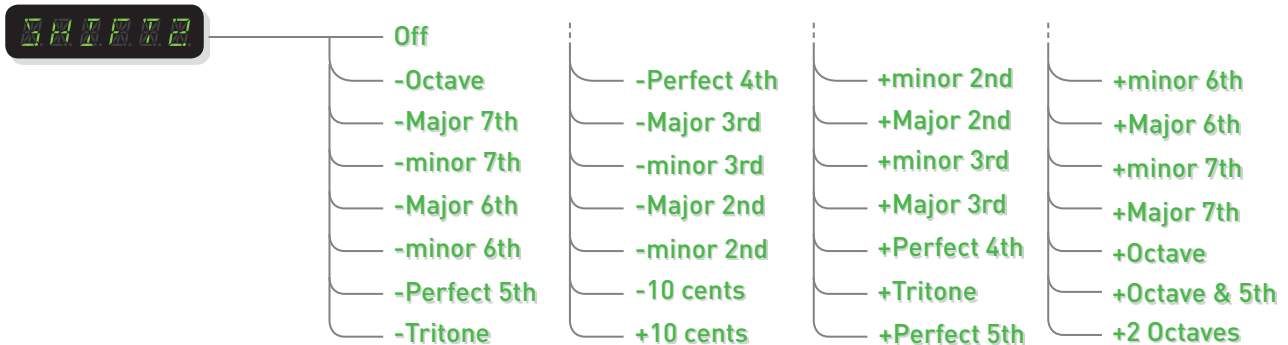 SHIFT2
Off
-Octave
-Major 7th
-minor 7th
-Major 6th
-minor 6th
-Perfect 5th
-Tritone
-Perfect 4th
-Major 3rd
-minor 3rd
-Major 2nd
-minor 2nd
-10 cents
+10 cents
+minor 2nd
+Major 2nd
+minor 3rd
+Major 3rd
+Perfect 4th
+Tritone
+Perfect 5th
+minor 6th
+Major 6th
+minor 7th
+Major 7th
+Octave
+Octave & 5th
+2 Octaves